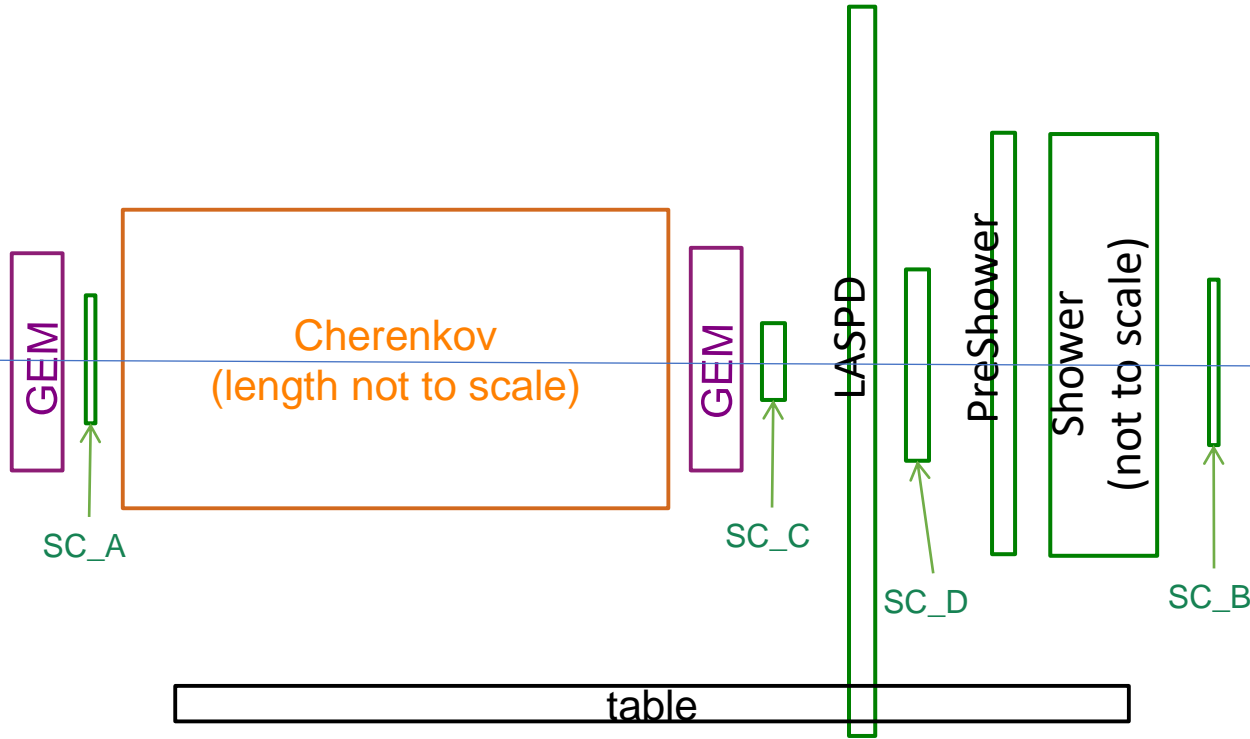 GEM
SC_A
Cherenkov
(length not to scale)
GEM
SC_C
LASPD
SC_D
PreShower
Shower
(not to scale)
SC_B
table